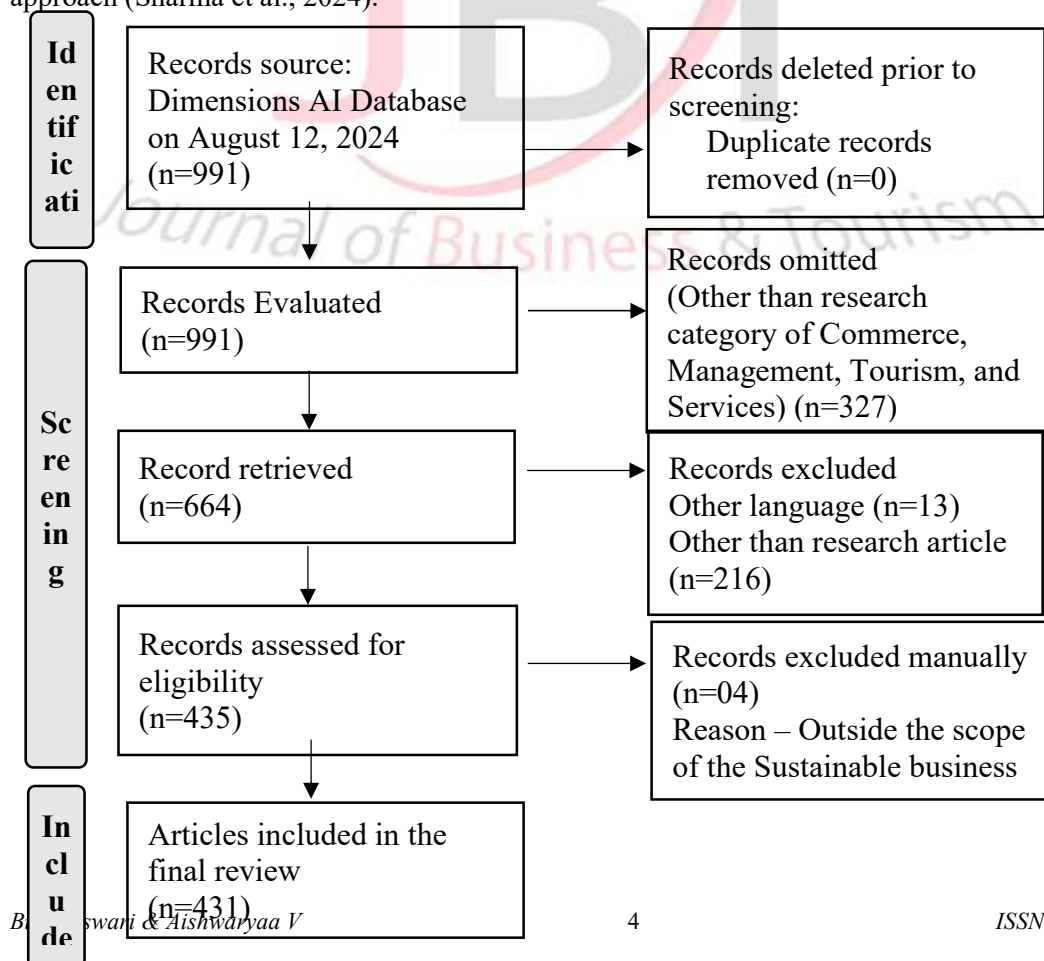 approach (Sharma et al., 2024).
Id
en
tif
ic
ati
Records source:
Dimensions AI Database
on August 12, 2024
(n=991)
Records deleted prior to
screening:
Duplicate records
removed (n=0)
Journal of Business & Tourism
Sc
re
en
in
g
Records Evaluated
(n=991)
Records omitted
(Other than research
category of Commerce,
Management, Tourism, and
Services) (n=327)
Record retrieved
(n=664)
Records excluded
Other language (n=13)
Other than research article
(n=216)
Records assessed for
eligibility
(n=435)
Records excluded manually
(n=04)
Reason – Outside the scope
of the Sustainable business
In
cl
u
de
Articles included in the
final review
(n=431)
& Aishwaryaa V 4 ISSN